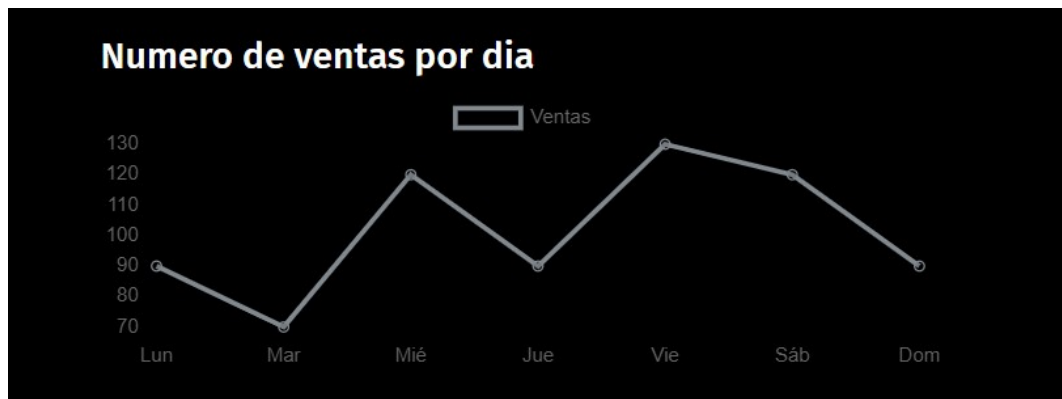 Numero de ventas por dia
Ventas
130
120
110
100
90
80
70
Lun Mar Mié Jue Vie Sáb Dom